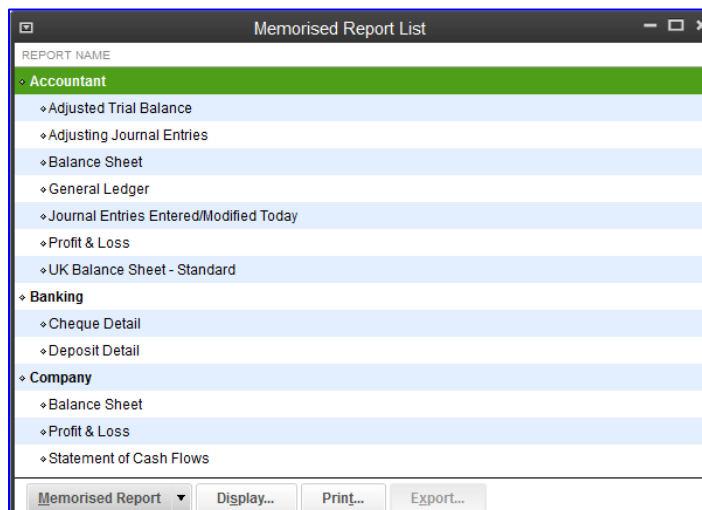 Memorised Report List
REPORT NAME
Accountant
Adjusted Trial Balance
Adjusting Journal Entries
Balance Sheet
General Ledger
Journal Entries Entered/Modified Today
Profit & Loss
UK Balance Sheet - Standard
Banking
Cheque Detail
Deposit Detail
Company
Balance Sheet
Profit & Loss
Statement of Cash Flows
Memorised Report Display... Print... Export...